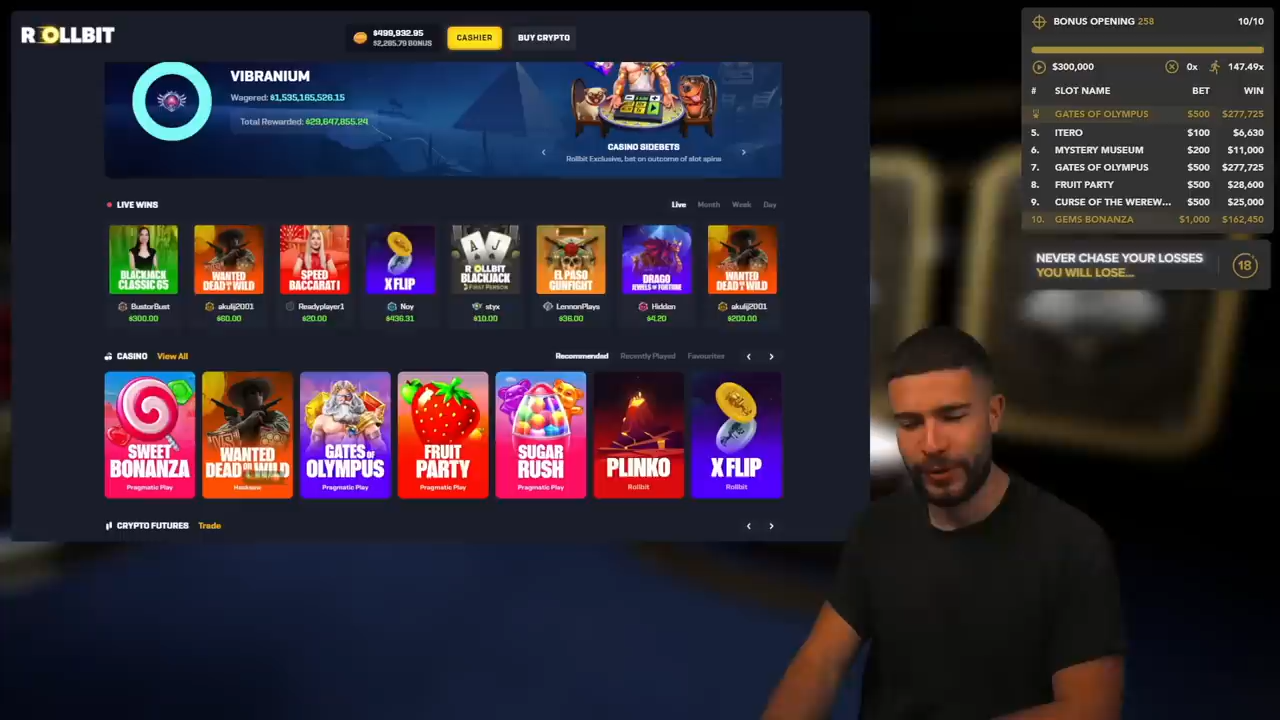 ROLLBIT
$499,932.95
$2,285.79 BONUS
CASHIER
BUY CRYPTO
VIBRANIUM
Wagered: $1,535,165,526.15
Total Rewarded: $29,647,855.24
CASINO SIDEBETS
Rollbit Exclusive, bet on outcome of slot spins
LIVE WINS
Live Month Week Day
BLACKJACK CLASSIC 65
WANTED DEAD OR A WILD
SPEED BACCARAT I
X FLIP
ROLLBIT BLACKJACK FIRST PERSON
EL PASO GUNFIGHT
DRAGO JEWELS OF FORTUNE
WANTED DEAD OR A WILD
BustorBust akulij2001 Readyplayer1 Noy styx LennonPlays Hidden akulij2001
$300.00 $60.00 $20.00 $436.31 $10.00 $36.00 $4.20 $200.00
CASINO View All
Recommended Recently Played Favourites
SWEET BONANZA
Pragmatic Play
WANTED DEAD OR A WILD
Hacksaw
GATES OF OLYMPUS
Pragmatic Play
FRUIT PARTY
Pragmatic Play
SUGAR RUSH
Pragmatic Play
PLINKO
Rollbit
X FLIP
Rollbit
CRYPTO FUTURES Trade
BONUS OPENING 258 10/10
$300,000 0x 147.49x
# SLOT NAME BET WIN
GATES OF OLYMPUS $500 $277,725
5. ITERO $100 $6,630
6. MYSTERY MUSEUM $200 $11,000
7. GATES OF OLYMPUS $500 $277,725
8. FRUIT PARTY $500 $28,600
9. CURSE OF THE WEREW... $500 $25,000
10. GEMS BONANZA $1,000 $162,450
NEVER CHASE YOUR LOSSES
YOU WILL LOSE...
18+